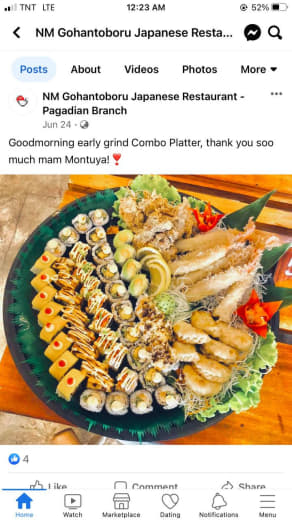 TNT LTE 12:23 AM 52%
NM Gohantoboru Japanese Resta...
Posts About Videos Photos More
NM Gohantoboru Japanese Restaurant -
Pagadian Branch
Jun 24 ·
Goodmorning early grind Combo Platter, thank you soo
much mam Montuya!
4
Like Comment Share
Home Watch Marketplace Dating Notifications Menu